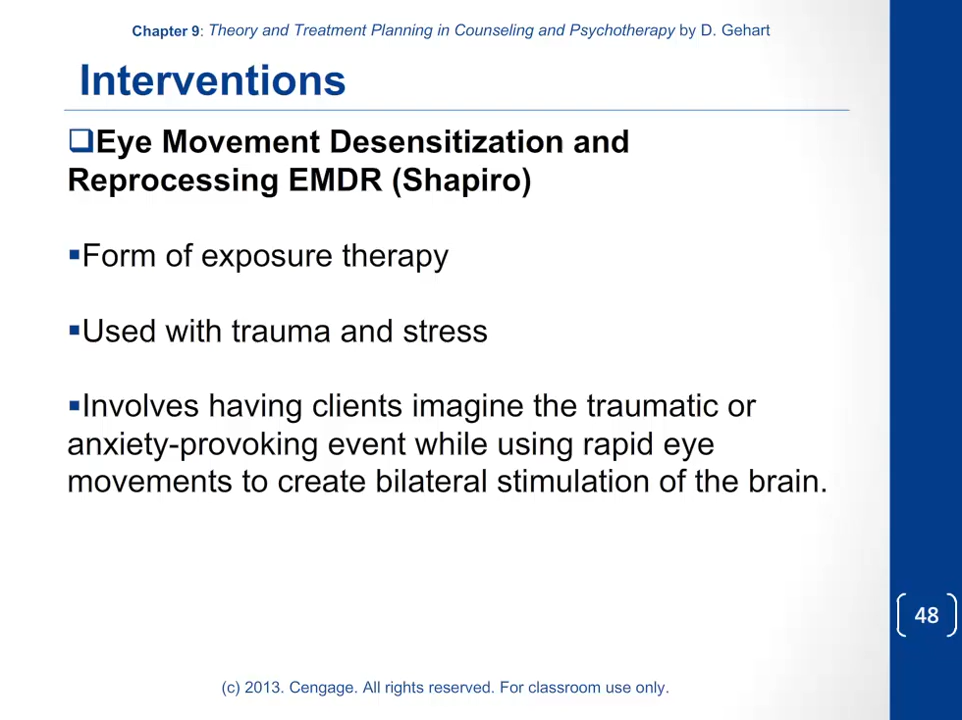 Chapter 9: Theory and Treatment Planning in Counseling and Psychotherapy by D. Gehart
Interventions
❑Eye Movement Desensitization and
Reprocessing EMDR (Shapiro)
▪Form of exposure therapy
▪Used with trauma and stress
▪Involves having clients imagine the traumatic or
anxiety-provoking event while using rapid eye
movements to create bilateral stimulation of the brain.
48
(c) 2013. Cengage. All rights reserved. For classroom use only.